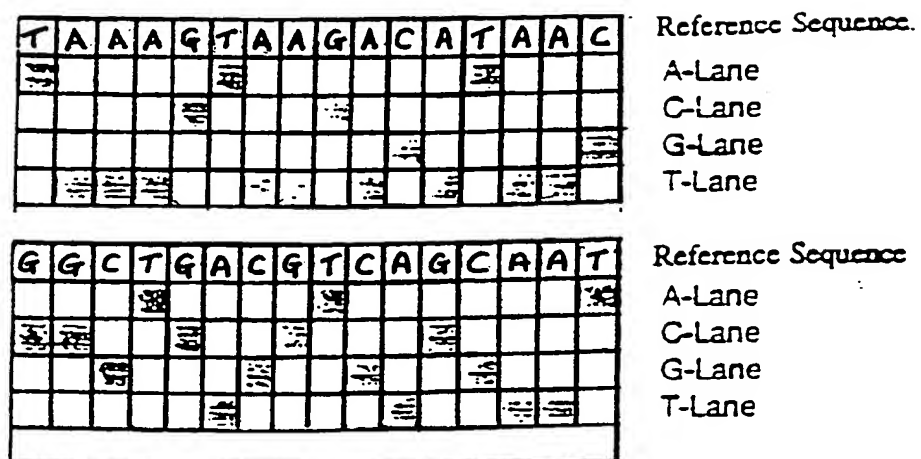 T A A A G T A A G A C A T A A C Reference Sequence.
A-Lane
C-Lane
G-Lane
T-Lane
G G C T G A C G T C A G C A A T Reference Sequence
A-Lane
C-Lane
G-Lane
T-Lane